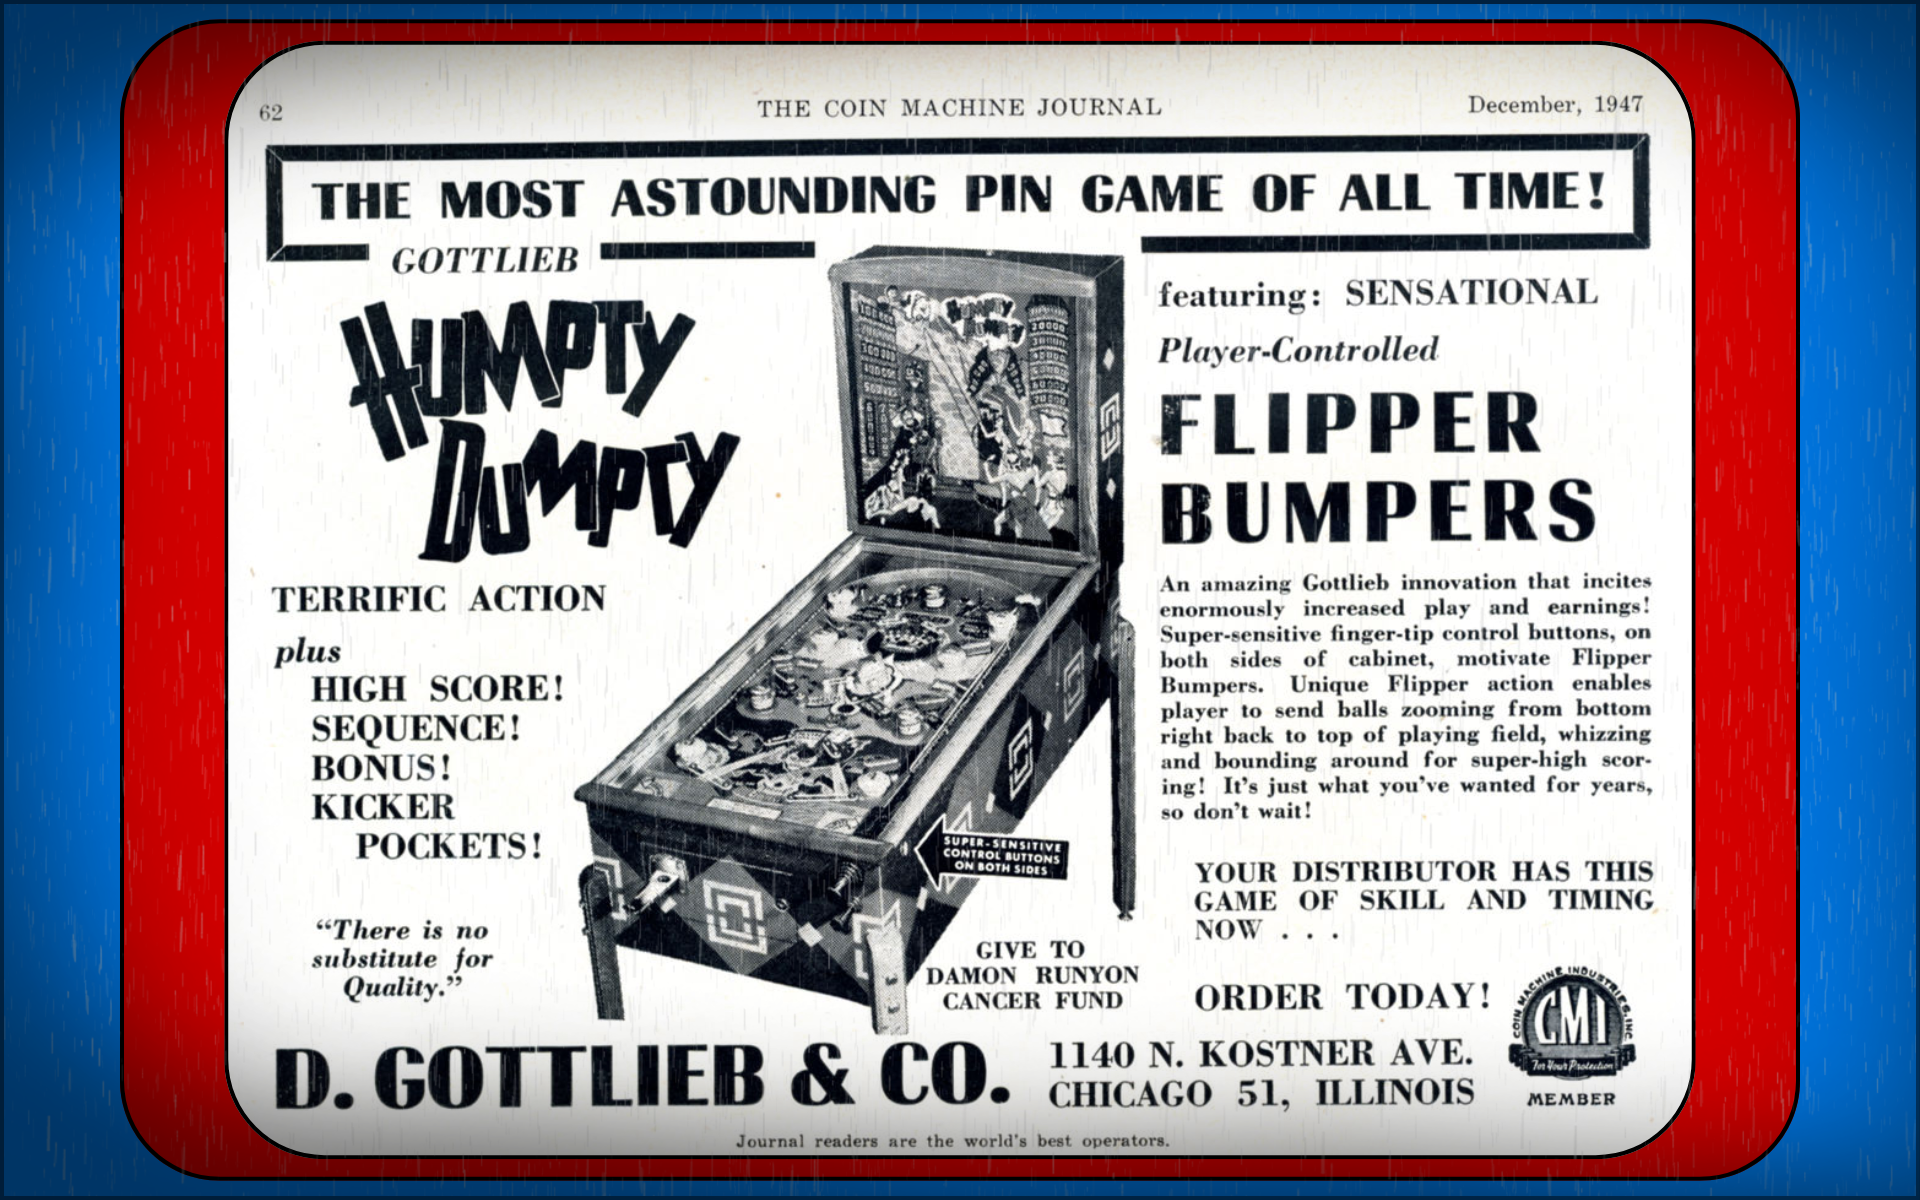 62
THE COIN MACHINE JOURNAL
December, 1947
THE MOST ASTOUNDING PIN GAME OF ALL TIME!
GOTTLIEB
HUMPTY
DUMPTY
TERRIFIC ACTION
plus
HIGH SCORE!
SEQUENCE!
BONUS!
KICKER
POCKETS!
“There is no
substitute for
Quality.”
HUMPTY
DUMPTY
SUPER-SENSITIVE
CONTROL BUTTONS
ON BOTH SIDES
GIVE TO
DAMON RUNYON
CANCER FUND
featuring: SENSATIONAL
Player-Controlled
FLIPPER
BUMPERS
An amazing Gottlieb innovation that incites
enormously increased play and earnings!
Super-sensitive finger-tip control buttons, on
both sides of cabinet, motivate Flipper
Bumpers. Unique Flipper action enables
player to send balls zooming from bottom
right back to top of playing field, whizzing
and bounding around for super-high scor-
ing! It's just what you've wanted for years,
so don't wait!
YOUR DISTRIBUTOR HAS THIS
GAME OF SKILL AND TIMING
NOW . . .
ORDER TODAY!
COIN MACHINE INDUSTRIES, INC.
CMI
For Your Protection
MEMBER
D. GOTTLIEB & CO.
1140 N. KOSTNER AVE.
CHICAGO 51, ILLINOIS
Journal readers are the world's best operators.